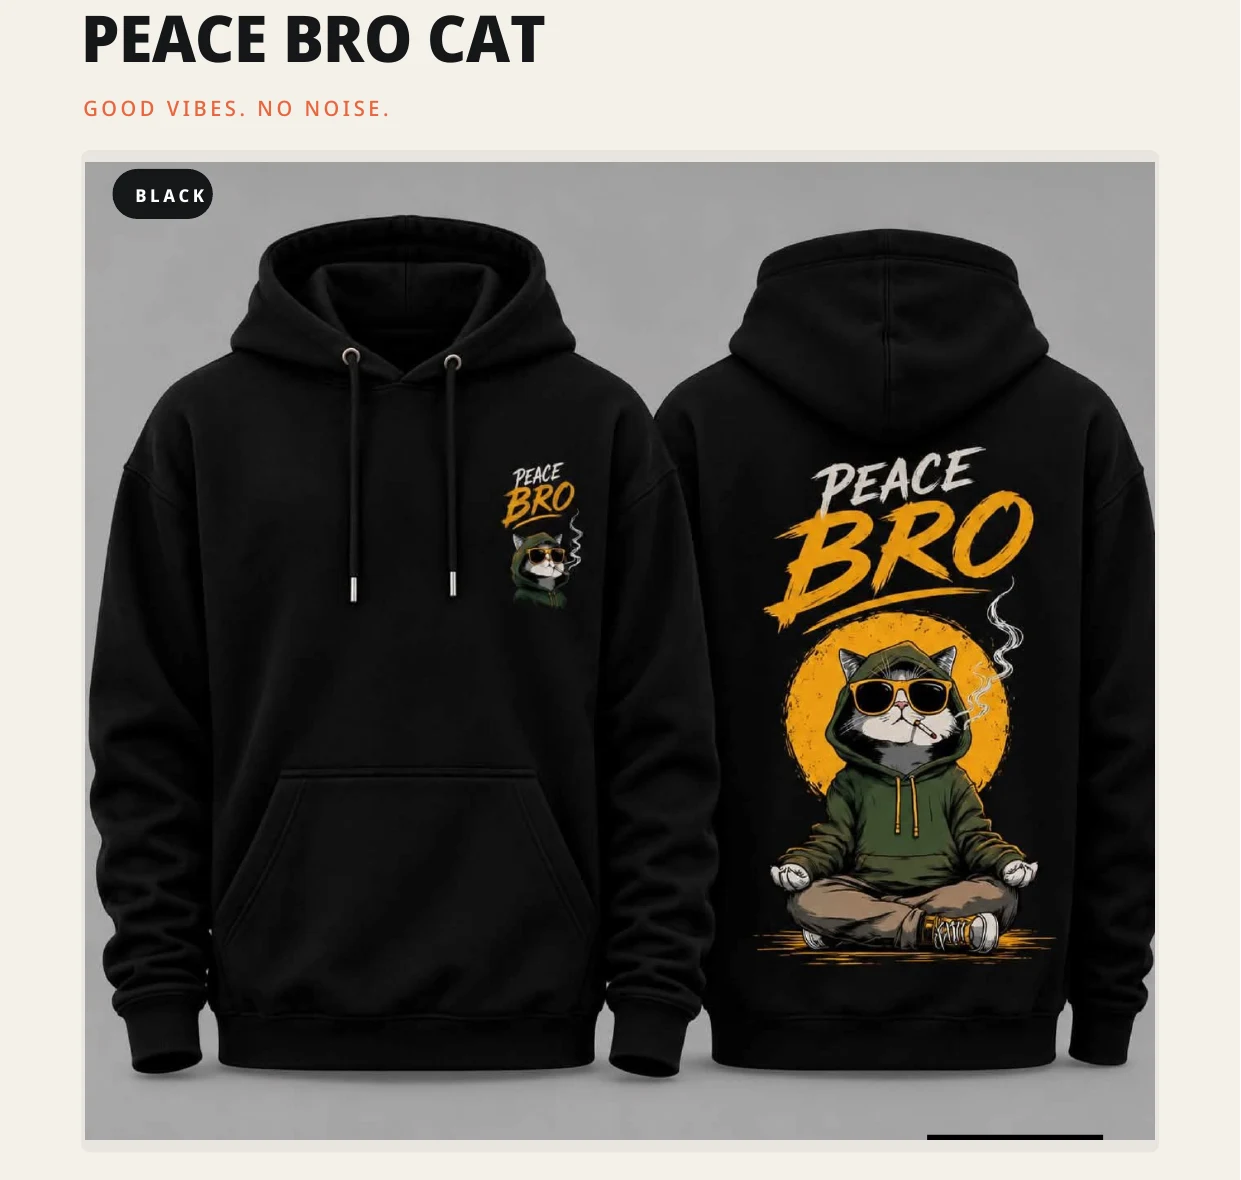 PEACE BRO CAT
GOOD VIBES. NO NOISE.
BLACK
PEACE
BRO
PEACE
BRO